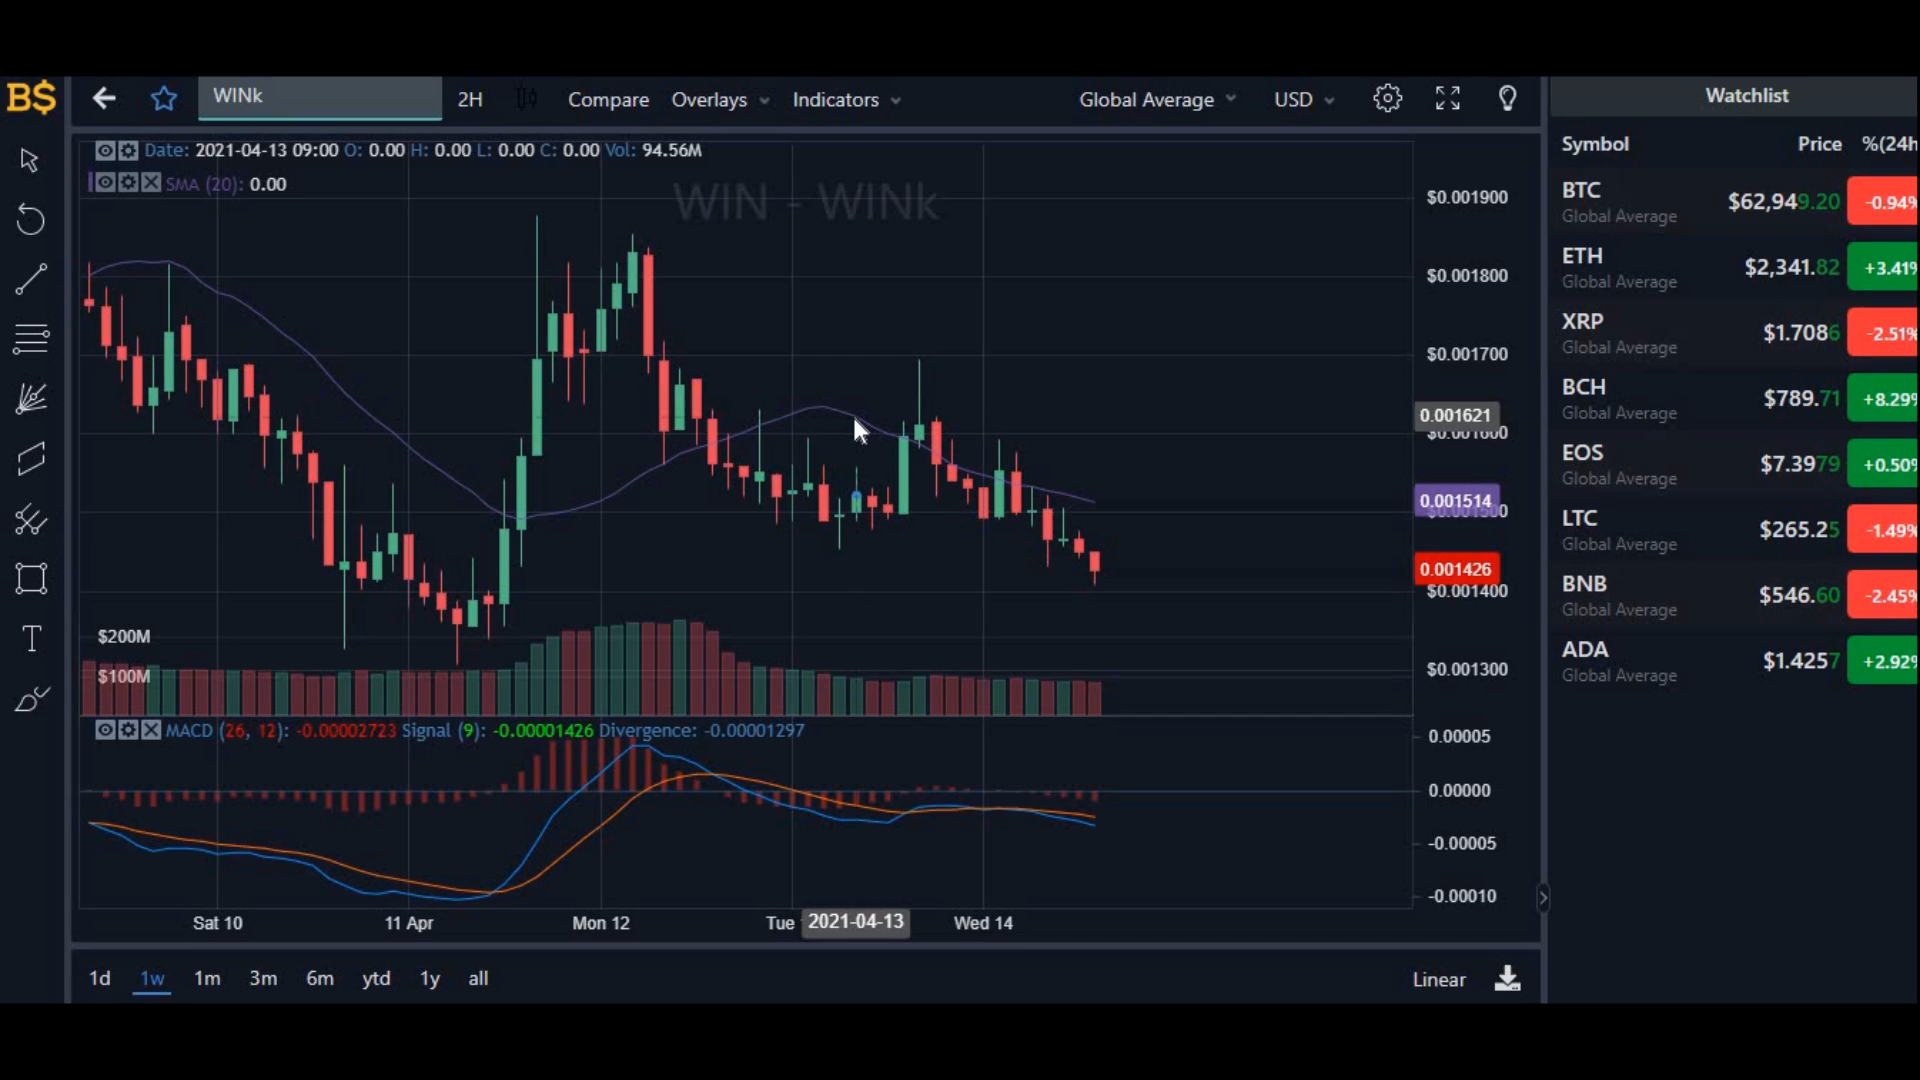 B$
WINk
2H
Compare
Overlays
Indicators
Global Average
USD
Date: 2021-04-13 09:00 O: 0.00 H: 0.00 L: 0.00 C: 0.00 Vol: 94.56M
SMA (20): 0.00
WIN - WINk
$0.001900
$0.001800
$0.001700
0.001621
$0.001600
0.001514
$0.001500
0.001426
$0.001400
$0.001300
$200M
$100M
MACD (26, 12): -0.00002723 Signal (9): -0.00001426 Divergence: -0.00001297
0.00005
0.00000
-0.00005
-0.00010
Sat 10
11 Apr
Mon 12
Tue
2021-04-13
Wed 14
1d
1w
1m
3m
6m
ytd
1y
all
Linear
Watchlist
Symbol Price %(24h
BTC $62,949.20 -0.94%
Global Average
ETH $2,341.82 +3.41%
Global Average
XRP $1.7086 -2.51%
Global Average
BCH $789.71 +8.29%
Global Average
EOS $7.3979 +0.50%
Global Average
LTC $265.25 -1.49%
Global Average
BNB $546.60 -2.45%
Global Average
ADA $1.4257 +2.92%
Global Average